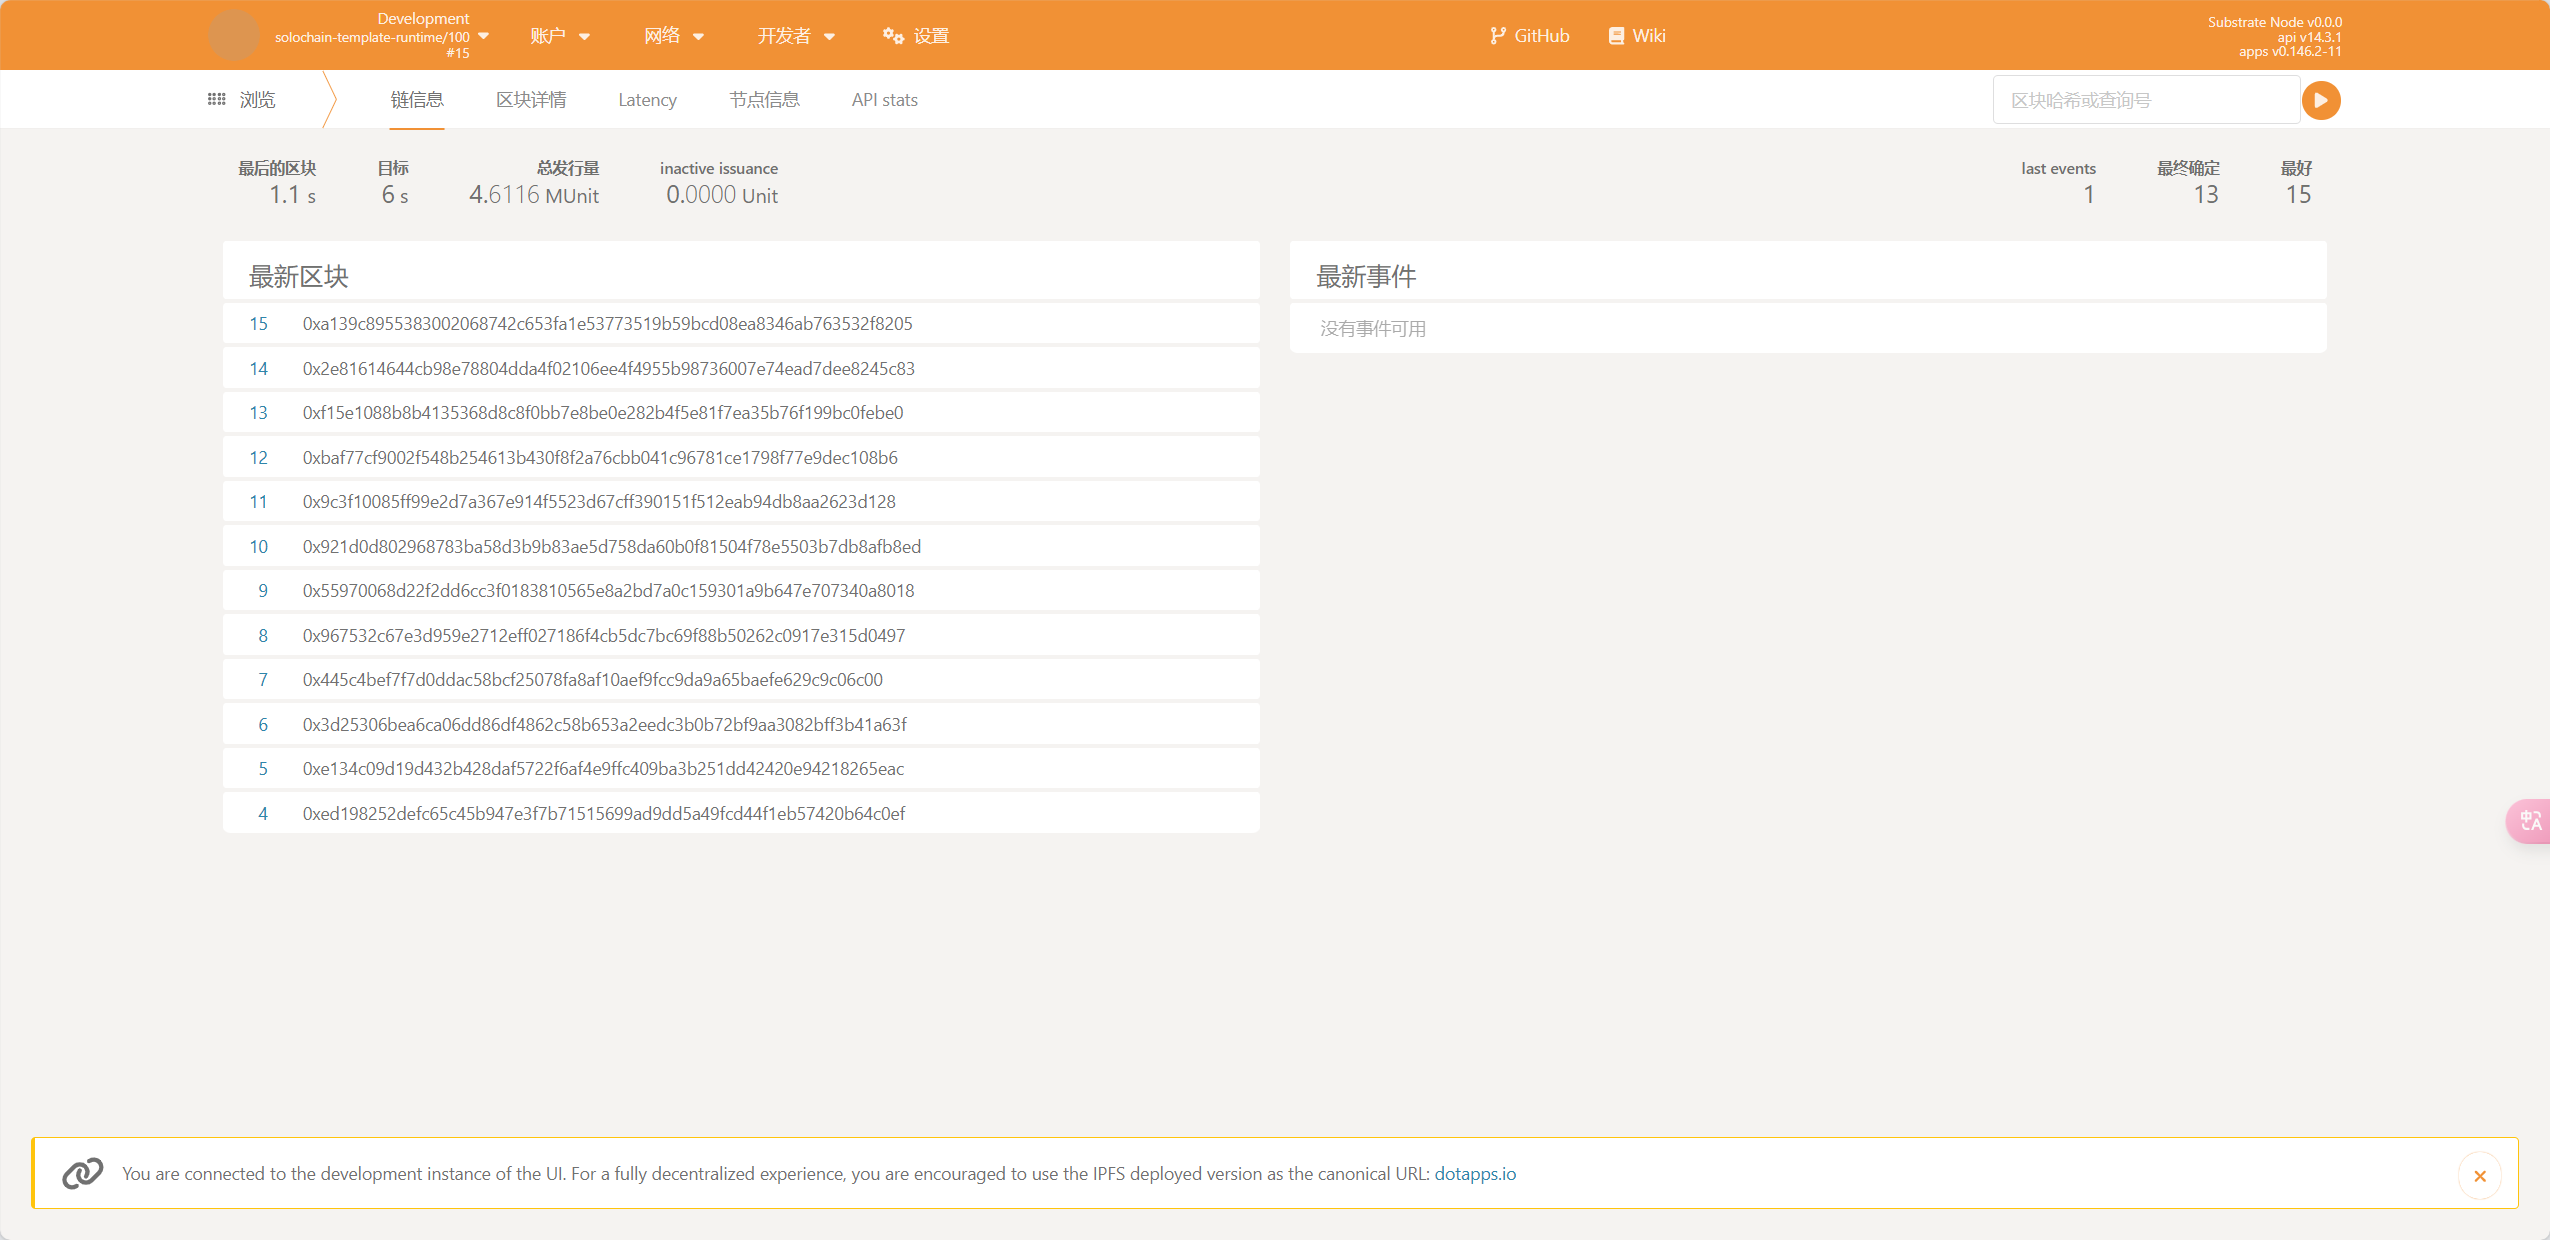 Development
solochain-template-runtime/100
#15
账户
网络
开发者
设置
GitHub
Wiki
Substrate Node v0.0.0
api v14.3.1
apps v0.146.2-11
浏览
链信息
区块详情
Latency
节点信息
API stats
区块哈希或查询号
最后的区块
1.1 s
目标
6 s
总发行量
4.6116 MUnit
inactive issuance
0.0000 Unit
last events
1
最终确定
13
最好
15
最新区块
15 0xa139c8955383002068742c653fa1e53773519b59bcd08ea8346ab763532f8205
14 0x2e81614644cb98e78804dda4f02106ee4f4955b98736007e74ead7dee8245c83
13 0xf15e1088b8b4135368d8c8f0bb7e8be0e282b4f5e81f7ea35b76f199bc0febe0
12 0xbaf77cf9002f548b254613b430f8f2a76cbb041c96781ce1798f77e9dec108b6
11 0x9c3f10085ff99e2d7a367e914f5523d67cff390151f512eab94db8aa2623d128
10 0x921d0d802968783ba58d3b9b83ae5d758da60b0f81504f78e5503b7db8afb8ed
9 0x55970068d22f2dd6cc3f0183810565e8a2bd7a0c159301a9b647e707340a8018
8 0x967532c67e3d959e2712eff027186f4cb5dc7bc69f88b50262c0917e315d0497
7 0x445c4bef7f7d0ddac58bcf25078fa8af10aef9fcc9da9a65baefe629c9c06c00
6 0x3d25306bea6ca06dd86df4862c58b653a2eedc3b0b72bf9aa3082bff3b41a63f
5 0xe134c09d19d432b428daf5722f6af4e9ffc409ba3b251dd42420e94218265eac
4 0xed198252defc65c45b947e3f7b71515699ad9dd5a49fcd44f1eb57420b64c0ef
最新事件
没有事件可用
You are connected to the development instance of the UI. For a fully decentralized experience, you are encouraged to use the IPFS deployed version as the canonical URL: dotapps.io